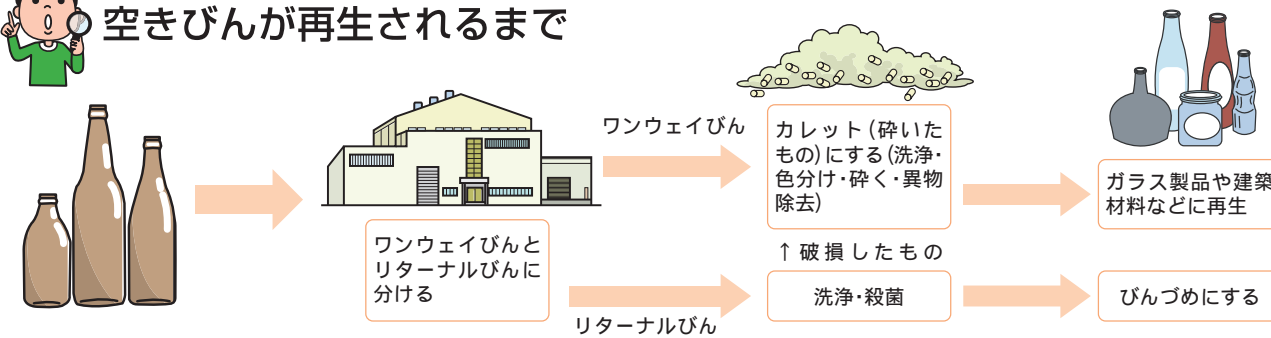 空きびんが再生されるまで
ワンウェイびんと
リターナルびんに
分ける
ワンウェイびん
カレット(砕いた
もの)にする(洗浄・
色分け・砕く・異物
除去)
ガラス製品や建築
材料などに再生
↑破損したもの
リターナルびん
洗浄・殺菌
びんづめにする